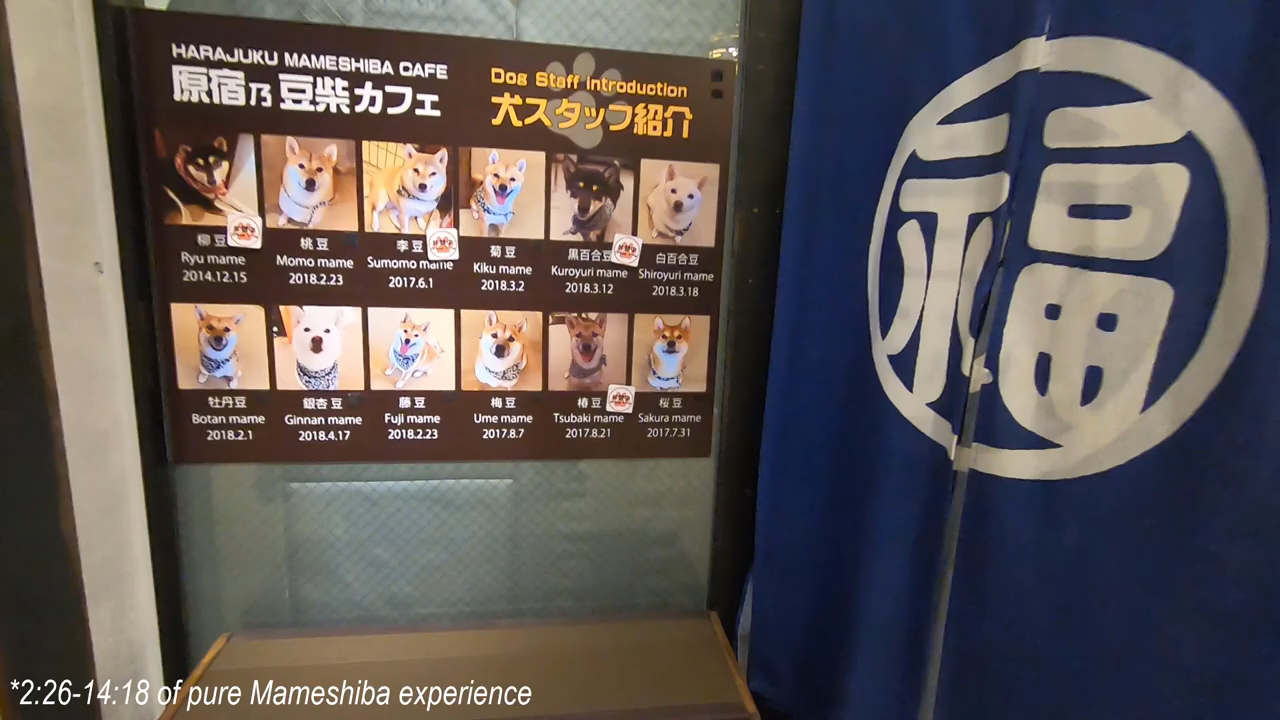 HARAJUKU MAMESHIBA CAFE
原宿乃豆柴カフェ
Dog Staff Introduction
犬スタッフ紹介
柳豆
Ryu mame
2014.12.15
桃豆
Momo mame
2018.2.23
李豆
Sumomo mame
2017.6.1
菊豆
Kiku mame
2018.3.2
黒百合豆
Kuroyuri mame
2018.3.12
白百合豆
Shiroyuri mame
2018.3.18
牡丹豆
Botan mame
2018.2.1
銀杏豆
Ginnan mame
2018.4.17
藤豆
Fuji mame
2018.2.23
梅豆
Ume mame
2017.8.7
椿豆
Tsubaki mame
2017.8.21
桜豆
Sakura mame
2017.7.31
福
*2:26-14:18 of pure Mameshiba experience